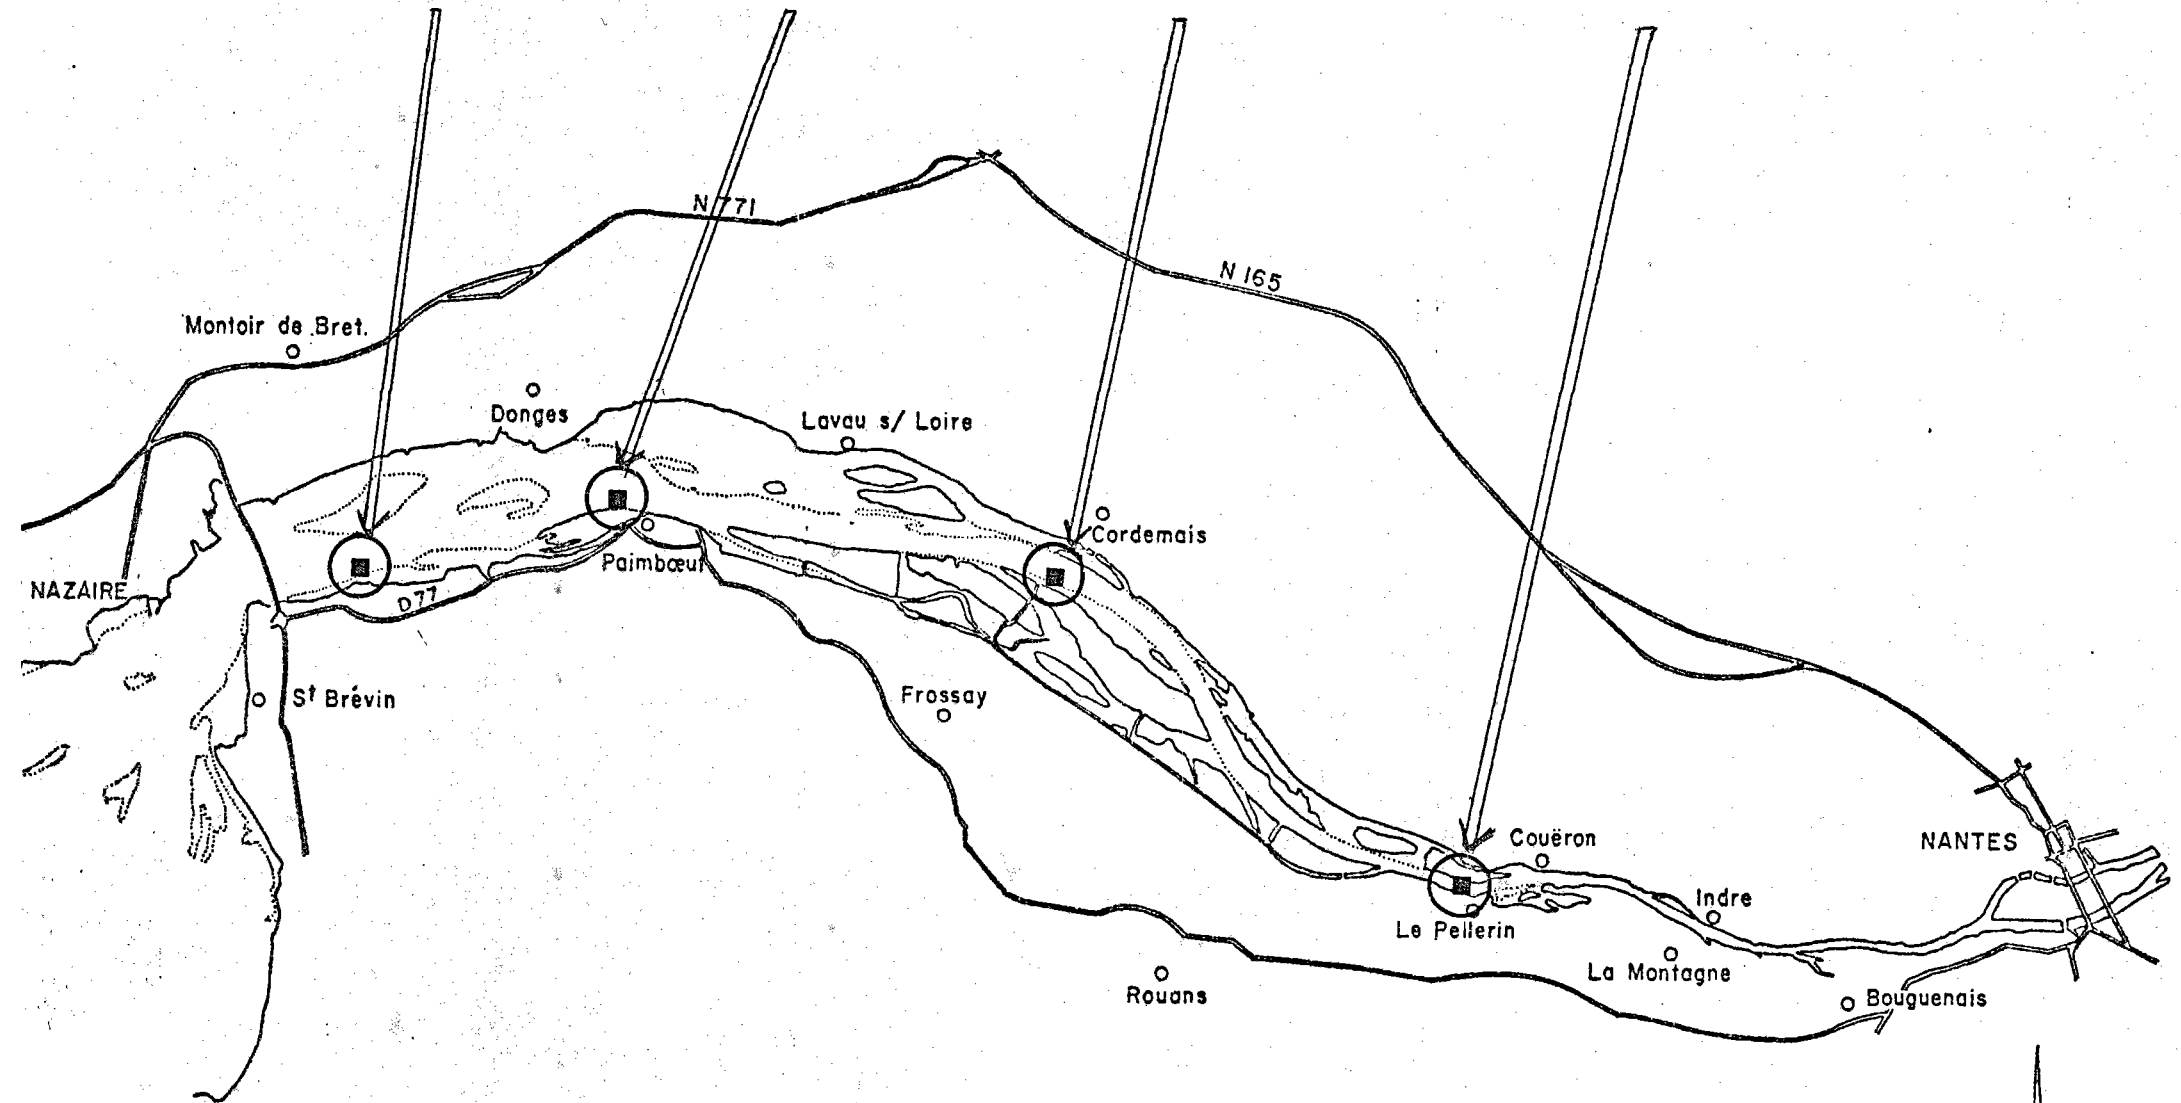 N 771
N 165
Montoir de Bret.
Donges
Lavau s/ Loire
Cordemais
Paimbœuf
NAZAIRE
D77
St Brévin
Frossay
Couëron
NANTES
Indre
Le Pellerin
La Montagne
Rouans
Bouguenais